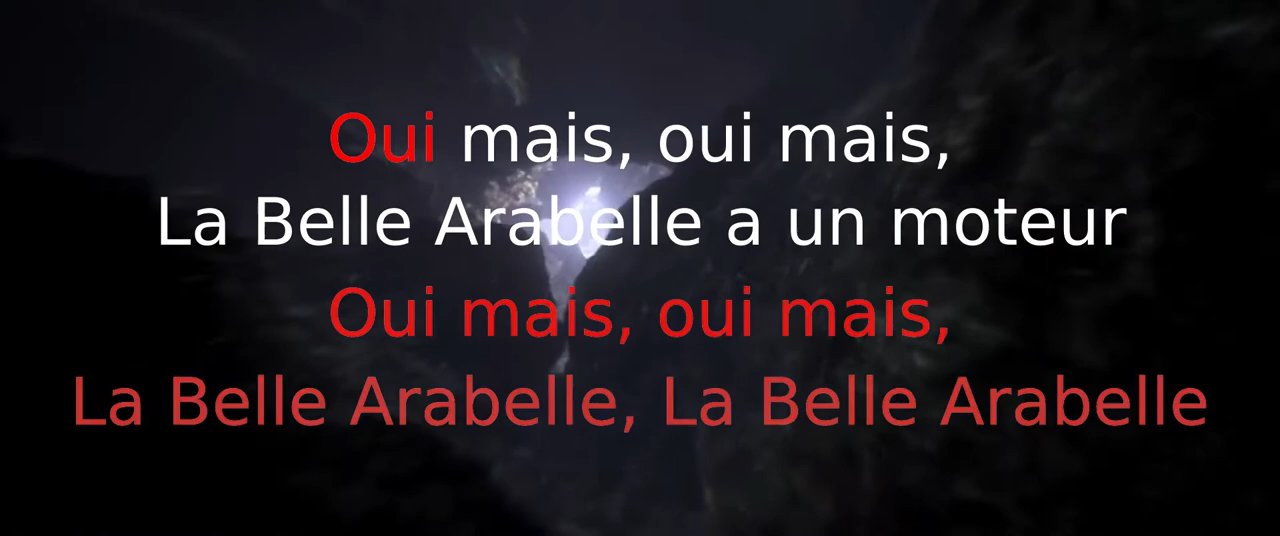 Oui mais, oui mais,
La Belle Arabelle a un moteur
Oui mais, oui mais,
La Belle Arabelle, La Belle Arabelle